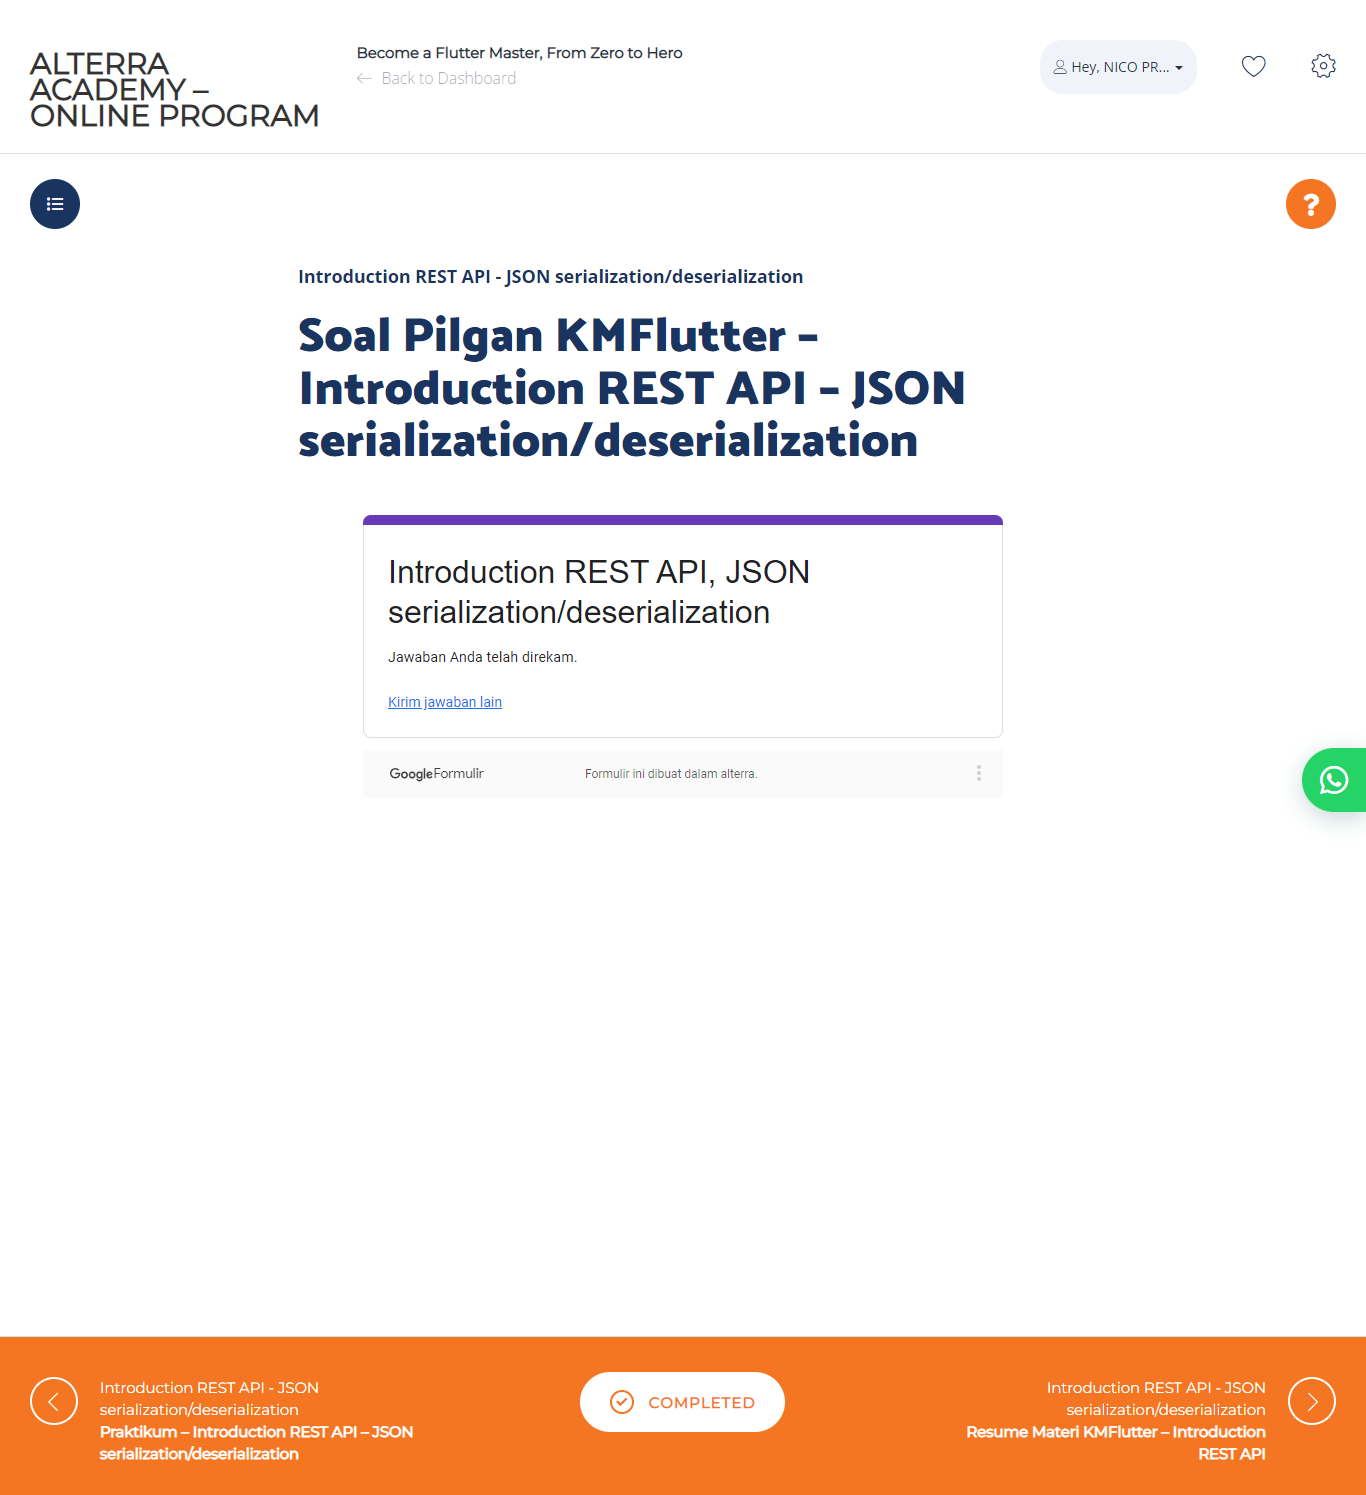 ALTERRA
ACADEMY –
ONLINE PROGRAM
Become a Flutter Master, From Zero to Hero
Back to Dashboard
Hey, NICO PR...
Introduction REST API - JSON serialization/deserialization
Soal Pilgan KMFlutter –
Introduction REST API – JSON
serialization/deserialization
Introduction REST API, JSON
serialization/deserialization
Jawaban Anda telah direkam.
Kirim jawaban lain
Google Formulir
Formulir ini dibuat dalam alterra.
Introduction REST API - JSON
serialization/deserialization
Praktikum – Introduction REST API – JSON
serialization/deserialization
COMPLETED
Introduction REST API - JSON
serialization/deserialization
Resume Materi KMFlutter – Introduction
REST API